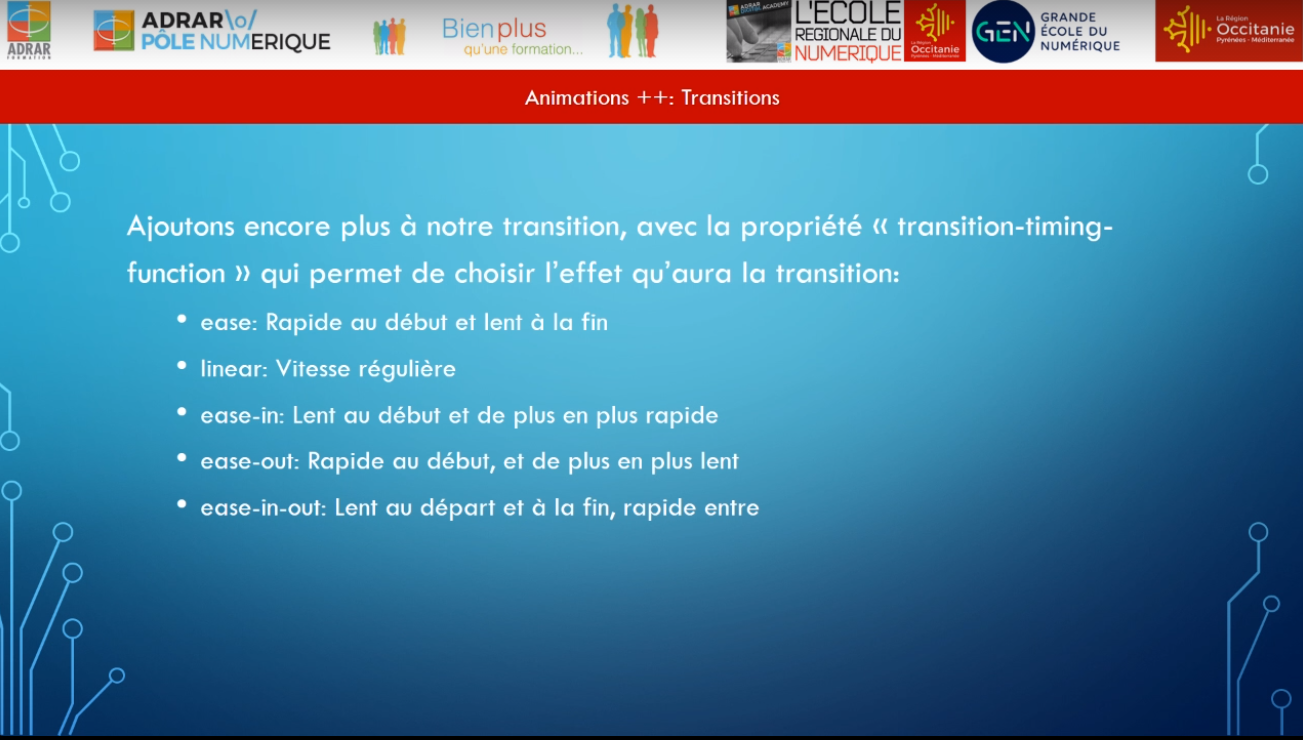 ADRAR
FORMATION
ADRAR\o/
PÔLE NUMERIQUE
Bien plus
qu'une formation...
ADRAR
ACADEMY
L'ECOLE
REGIONALE DU
NUMERIQUE
Occitanie
GEN
GRANDE
ÉCOLE DU
NUMÉRIQUE
La Région
Occitanie
Pyrénées - Méditerranée
Animations ++: Transitions
Ajoutons encore plus à notre transition, avec la propriété « transition-timing-
function » qui permet de choisir l’effet qu’aura la transition:
• ease: Rapide au début et lent à la fin
• linear: Vitesse régulière
• ease-in: Lent au début et de plus en plus rapide
• ease-out: Rapide au début, et de plus en plus lent
• ease-in-out: Lent au départ et à la fin, rapide entre